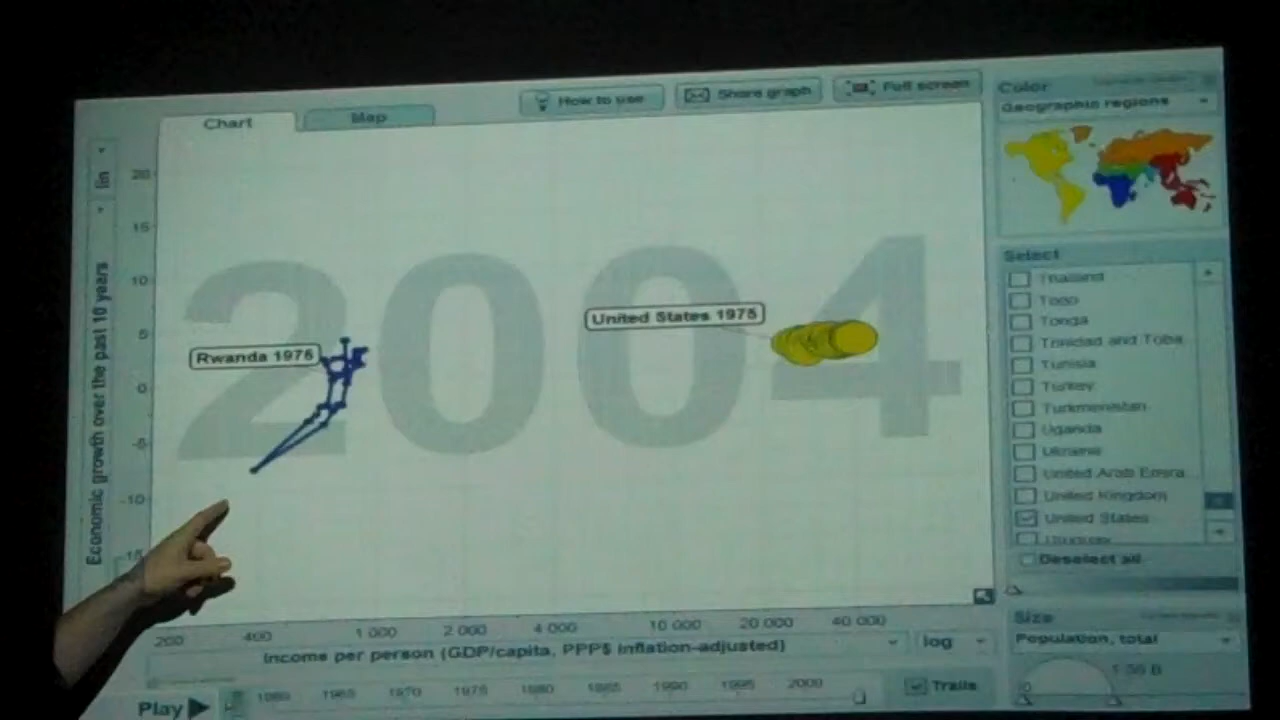 How to use
Share graph
Full screen
Color
Geographic regions
Chart
Map
lin
Economic growth over the past 10 years
20
15
10
5
0
-5
-10
-15
2004
Rwanda 1975
United States 1975
Select
Thailand
Togo
Tonga
Trinidad and Toba
Tunisia
Turkey
Turkmenistan
Uganda
Ukraine
United Arab Emira
United Kingdom
United States
Deselect all
200 400 1 000 2 000 4 000 10 000 20 000 40 000
Income per person (GDP/capita, PPP$ inflation-adjusted)
log
Size
Population, total
Play
1960 1965 1970 1975 1980 1985 1990 1995 2000
Trails